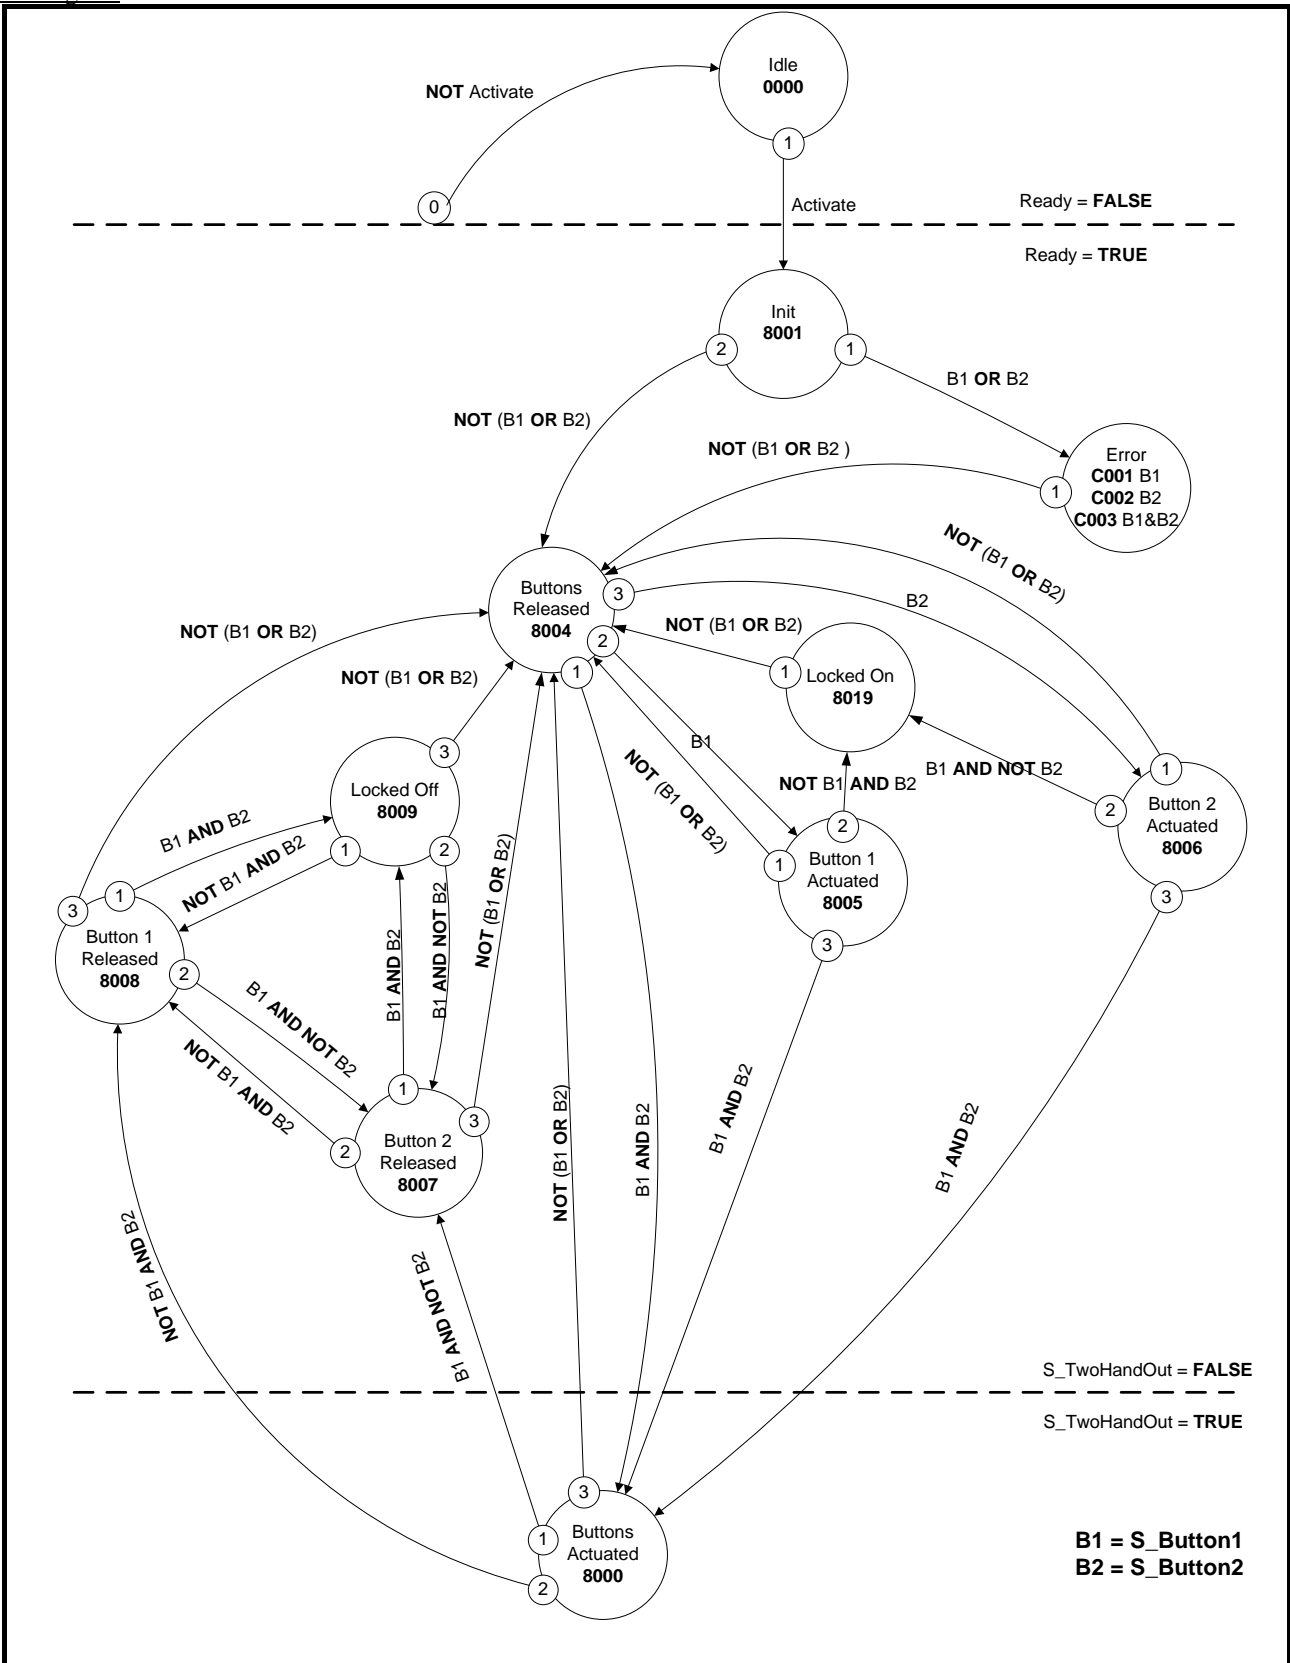 Idle
0000
NOT Activate
1
0
Activate
Ready = FALSE
Ready = TRUE
Init
8001
2
1
B1 OR B2
NOT (B1 OR B2)
NOT (B1 OR B2 )
Error
C001 B1
C002 B2
C003 B1&B2
1
NOT (B1 OR B2)
Buttons
Released
8004
3
2
1
B2
NOT (B1 OR B2)
NOT (B1 OR B2)
NOT (B1 OR B2)
Locked On
8019
1
B1
NOT (B1 OR B2)
NOT B1 AND B2
B1 AND NOT B2
Button 2
Actuated
8006
1
2
3
Locked Off
8009
3
1
2
Button 1
Actuated
8005
2
1
3
B1 AND B2
NOT B1 AND B2
NOT (B1 OR B2)
Button 1
Released
8008
3
1
2
B1 AND B2
B1 AND NOT B2
B1 AND NOT B2
NOT B1 AND B2
Button 2
Released
8007
1
2
3
NOT (B1 OR B2)
B1 AND B2
B1 AND B2
B1 AND B2
NOT B1 AND B2
B1 AND NOT B2
S_TwoHandOut = FALSE
S_TwoHandOut = TRUE
3
1
2
Buttons
Actuated
8000
B1 = S_Button1
B2 = S_Button2